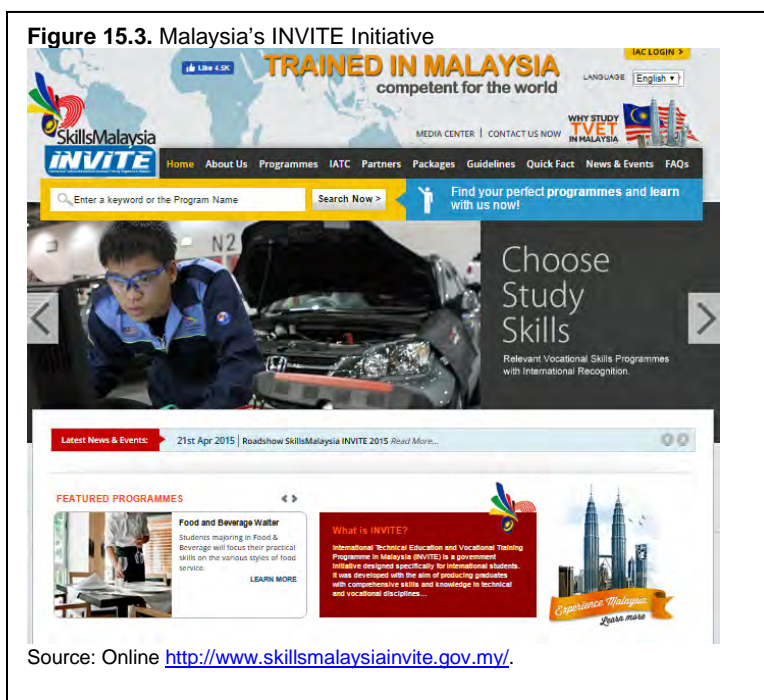 Figure 15.3. Malaysia's INVITE Initiative
IAC LOGIN >
Like 4.5K
TRAINED IN MALAYSIA
competent for the world
LANGUAGE English
WHY STUDY
TVET
IN MALAYSIA
MEDIA CENTER | CONTACT US NOW
SkillsMalaysia
INVITE
Home About Us Programmes IATC Partners Packages Guidelines Quick Fact News & Events FAQs
Enter a keyword or the Program Name
Search Now >
Find your perfect programmes and learn
with us now!
N2
Choose
Study
Skills
Relevant Vocational Skills Programmes
with International Recognition.
Latest News & Events:
21st Apr 2015 | Roadshow SkillsMalaysia INVITE 2015 Read More...
FEATURED PROGRAMMES
Food and Beverage Waiter
Students majoring in Food &
Beverage will focus their practical
skills on the various styles of food
service.
LEARN MORE
What is INVITE?
International Technical Education and Vocational Training
Programme in Malaysia (INVITE) is a government
initiative designed specifically for international students.
It was developed with the aim of producing graduates
with comprehensive skills and knowledge in technical
and vocational disciplines...
Experience Malaysia
Learn more
Source: Online http://www.skillsmalaysiainvite.gov.my/.